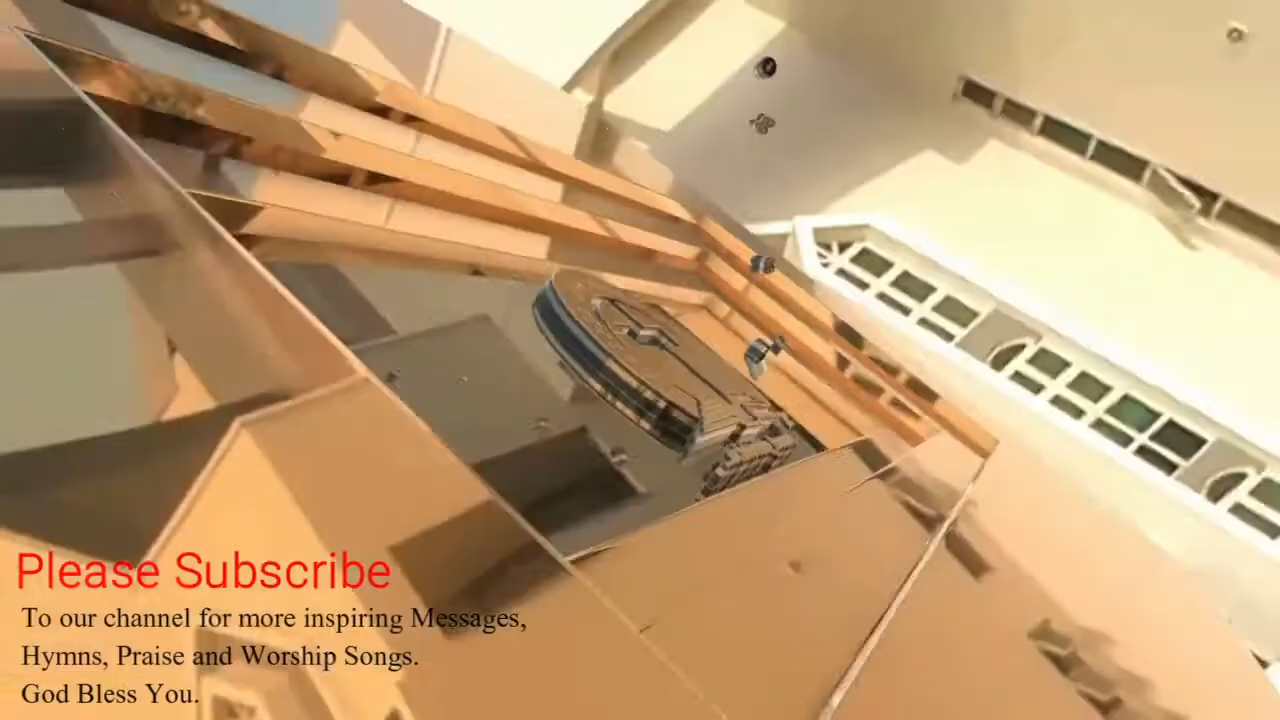 Please Subscribe
To our channel for more inspiring Messages,
Hymns, Praise and Worship Songs.
God Bless You.